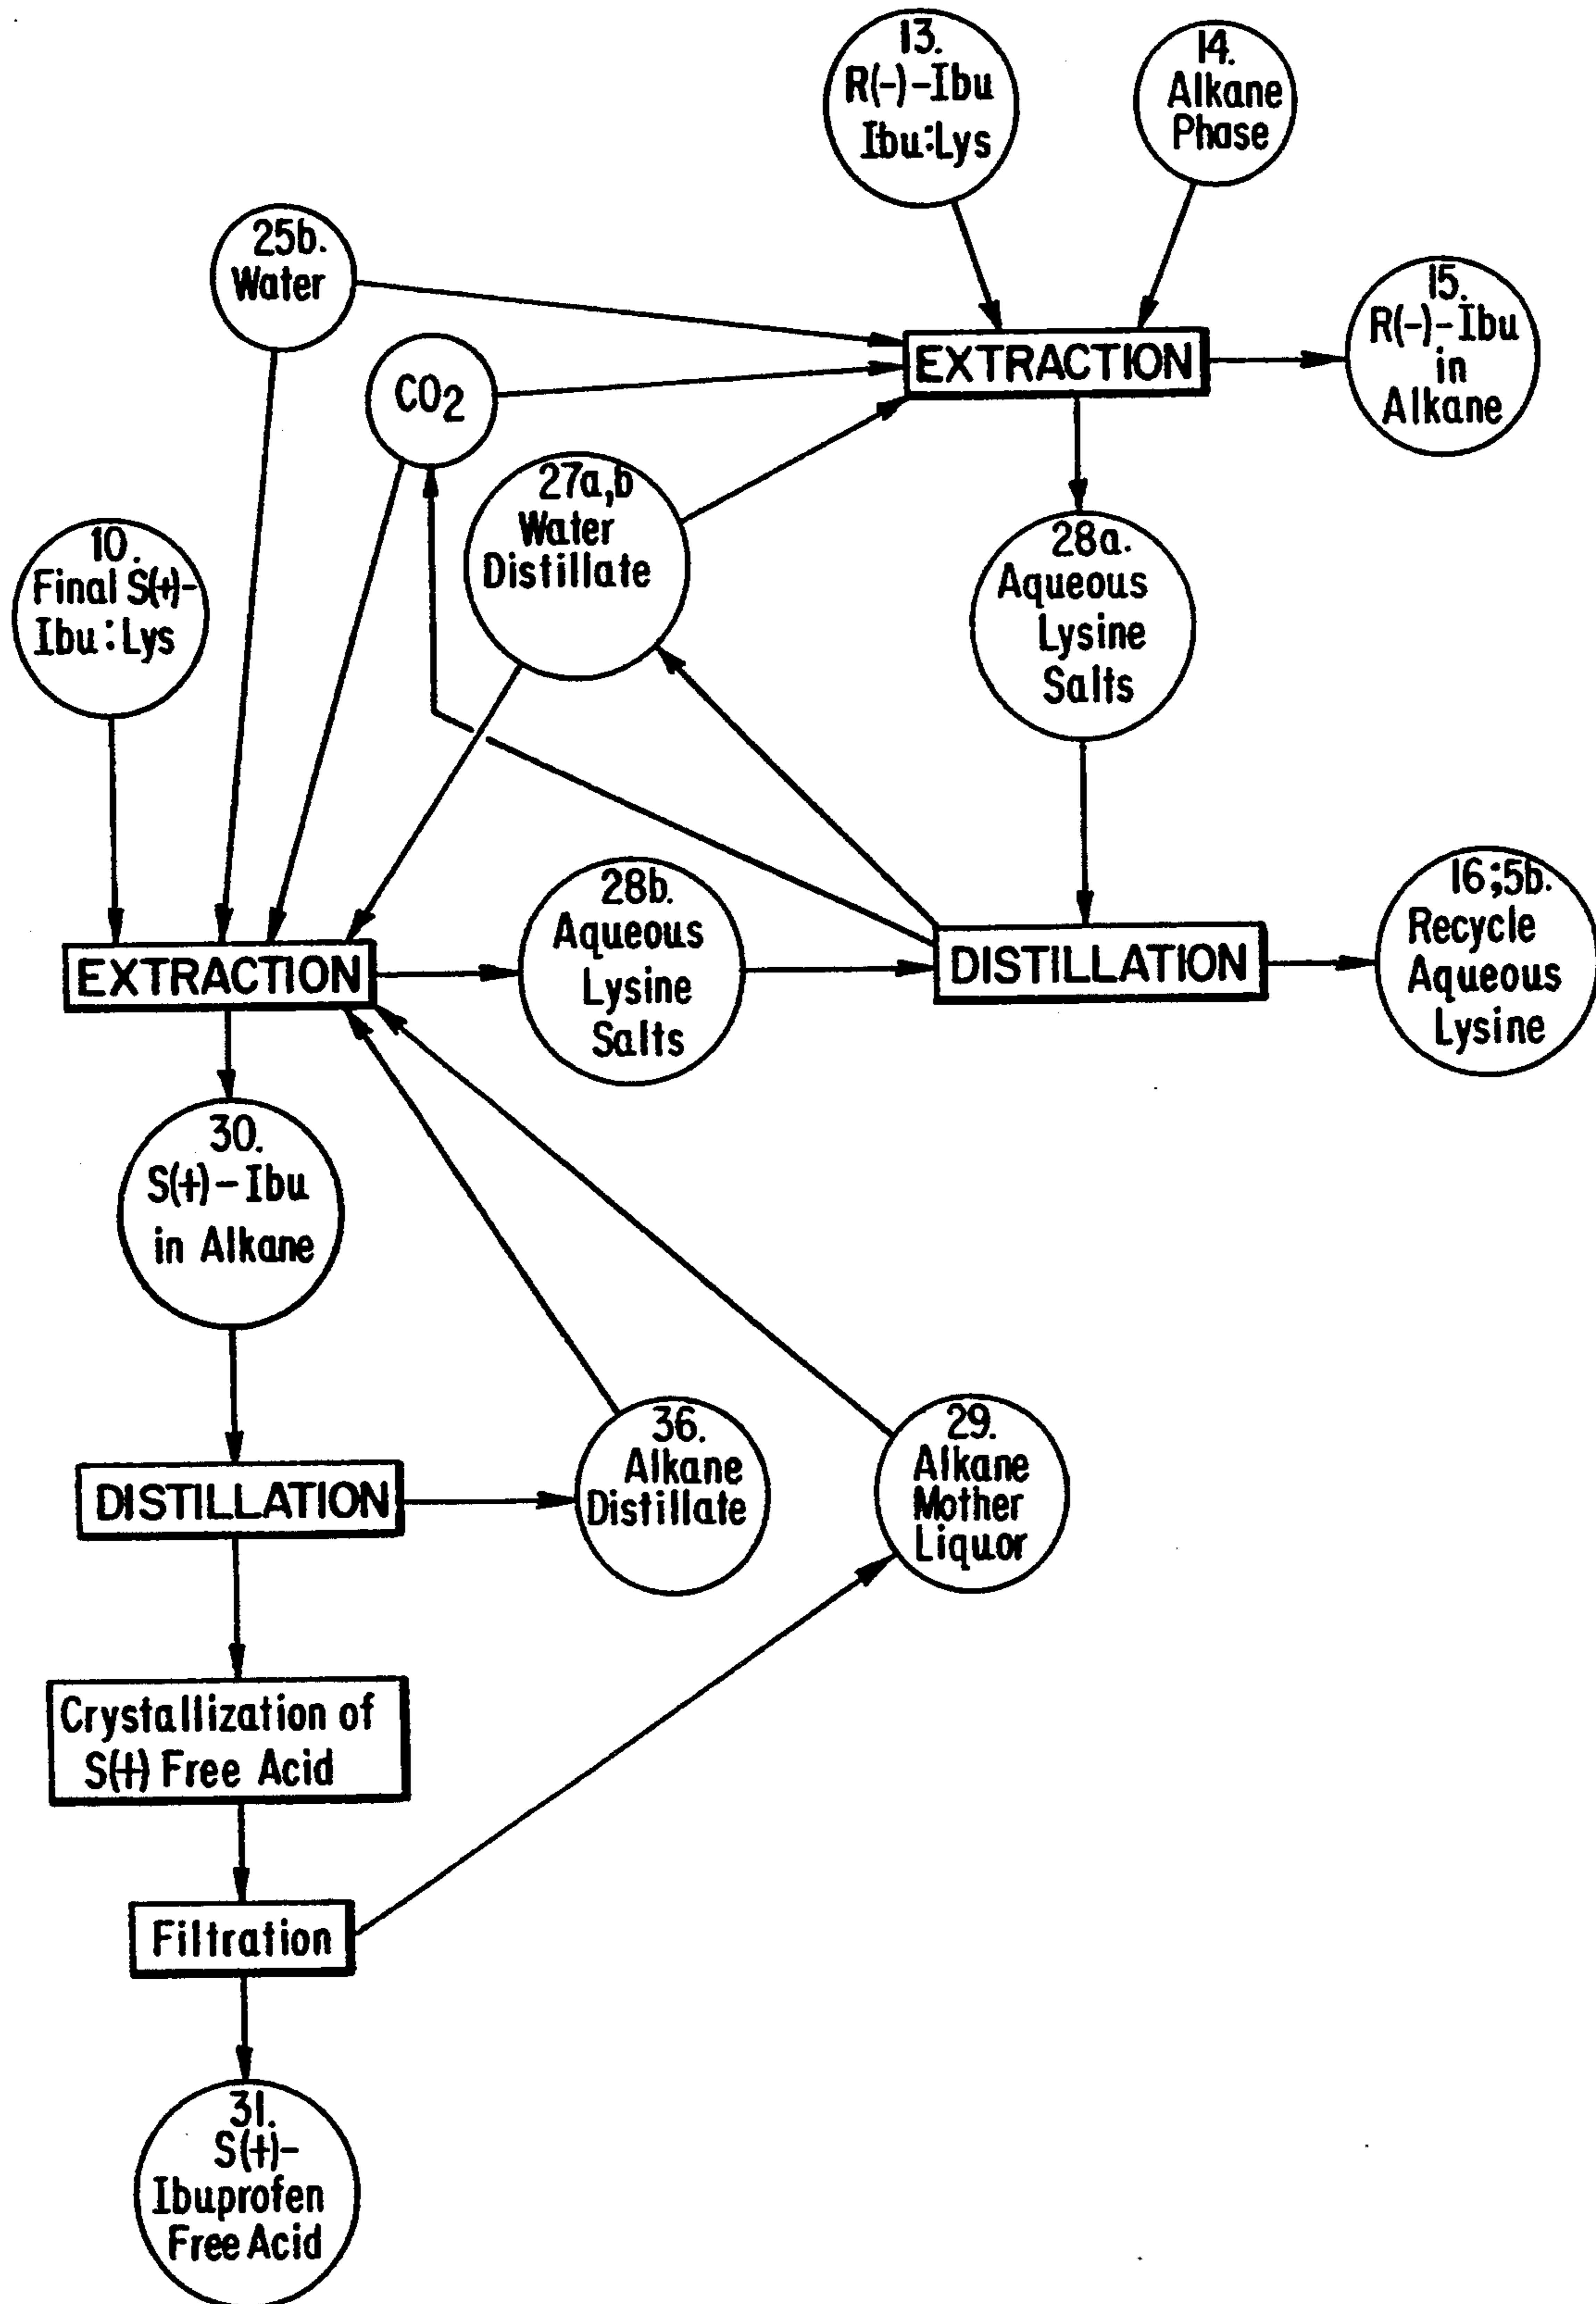 13.
R(-)-Ibu
Ibu:Lys
14.
Alkane
Phase
25b.
Water
15.
R(-)-Ibu
in
Alkane
EXTRACTION
CO2
27a,b
Water
Distillate
28a.
Aqueous
Lysine
Salts
10.
Final S(+)-
Ibu:Lys
28b.
Aqueous
Lysine
Salts
16;5b.
Recycle
Aqueous
Lysine
EXTRACTION
DISTILLATION
30.
S(+)-Ibu
in Alkane
36.
Alkane
Distillate
29.
Alkane
Mother
Liquor
DISTILLATION
Crystallization of
S(+) Free Acid
Filtration
31.
S(+)-
Ibuprofen
Free Acid